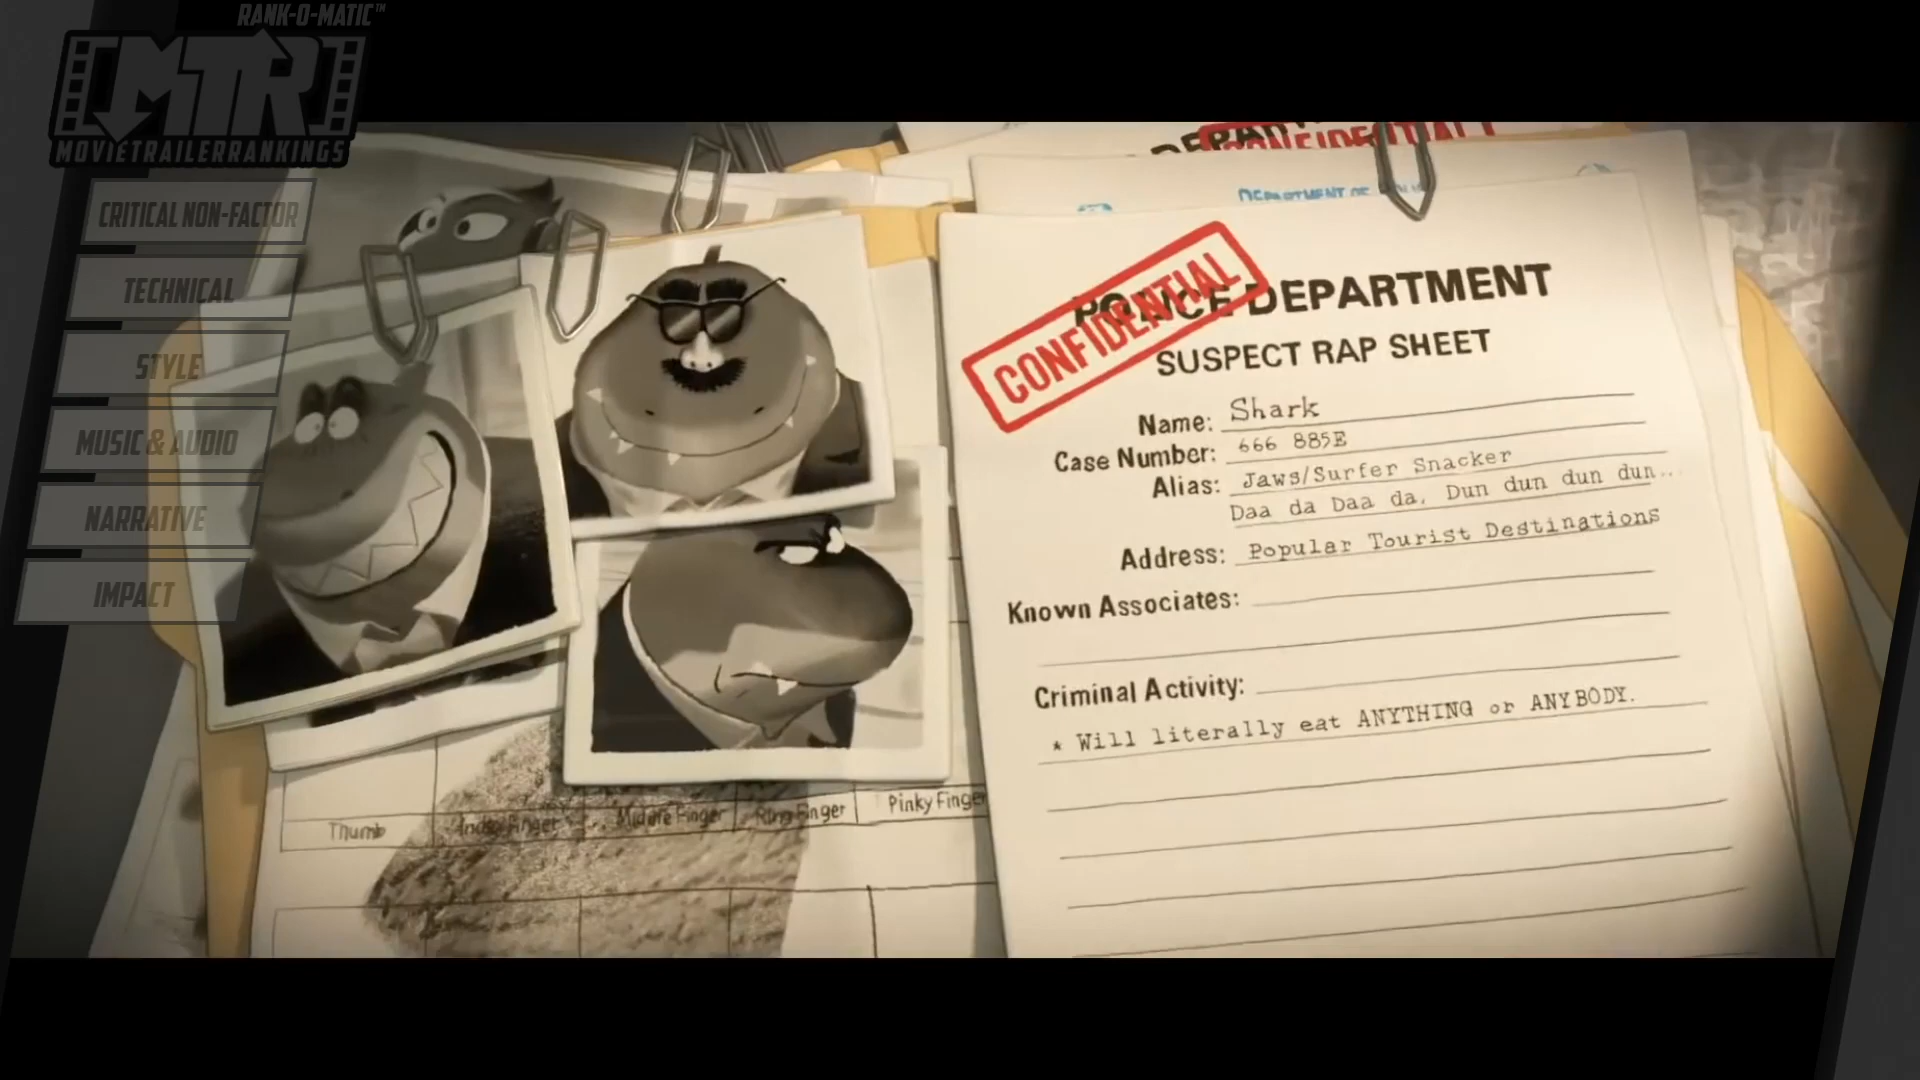 RANK-O-MATIC™
MTR
MOVIETRAILERRANKINGS
CRITICAL NON-FACTOR
TECHNICAL
STYLE
MUSIC & AUDIO
NARRATIVE
IMPACT
CONFIDENTIAL
DEPARTMENT OF
CONFIDENTIAL
POLICE DEPARTMENT
SUSPECT RAP SHEET
Name: Shark
Case Number: 666 885E
Alias: Jaws/Surfer Snacker
Daa da Daa da, Dun dun dun dun...
Address: Popular Tourist Destinations
Known Associates:
Criminal Activity:
* Will literally eat ANYTHING or ANYBODY.
Thumb Index Finger Middle Finger Ring Finger Pinky Finger